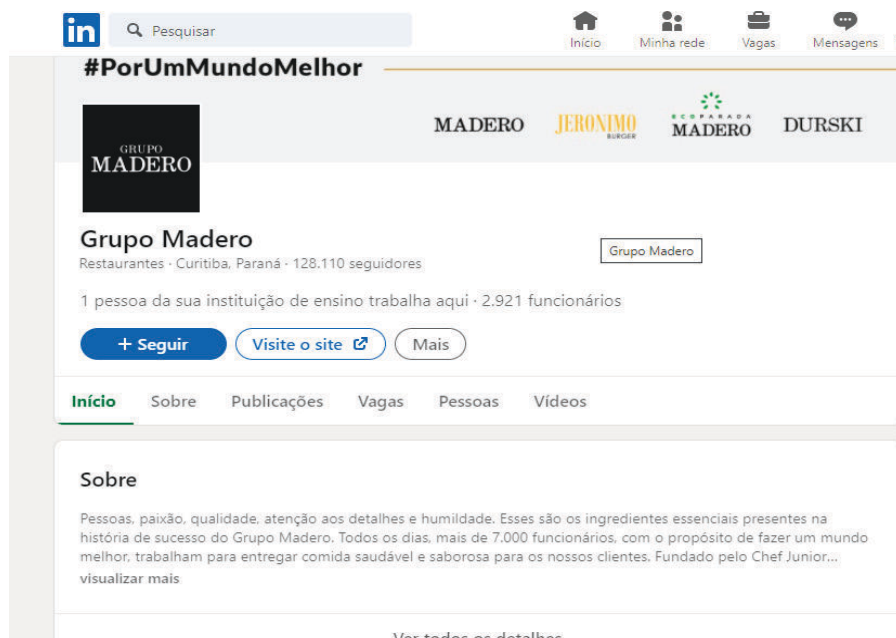 in Pesquisar
Início Minha rede Vagas Mensagens
#PorUmMundoMelhor
MADERO JERONIMO BURGER ECOPARADA MADERO DURSKI
GRUPO
MADERO
Grupo Madero
Restaurantes · Curitiba, Paraná · 128.110 seguidores
Grupo Madero
1 pessoa da sua instituição de ensino trabalha aqui · 2.921 funcionários
+ Seguir Visite o site Mais
Início Sobre Publicações Vagas Pessoas Vídeos
Sobre
Pessoas, paixão, qualidade, atenção aos detalhes e humildade. Esses são os ingredientes essenciais presentes na
história de sucesso do Grupo Madero. Todos os dias, mais de 7.000 funcionários, com o propósito de fazer um mundo
melhor, trabalham para entregar comida saudável e saborosa para os nossos clientes. Fundado pelo Chef Junior...
visualizar mais
Ver todos os detalhes